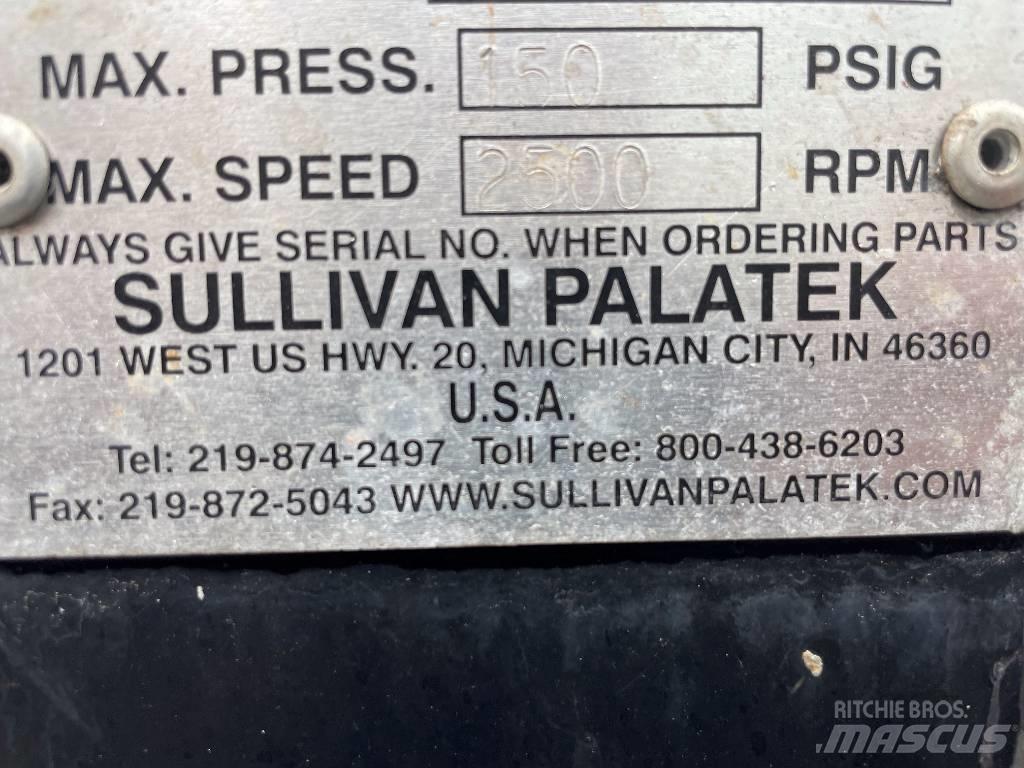 MAX. PRESS. 150 PSIG
MAX. SPEED 2500 RPM
ALWAYS GIVE SERIAL NO. WHEN ORDERING PARTS
SULLIVAN PALATEK
1201 WEST US HWY. 20, MICHIGAN CITY, IN 46360
U.S.A.
Tel: 219-874-2497 Toll Free: 800-438-6203
Fax: 219-872-5043 WWW.SULLIVANPALATEK.COM
RITCHIE BROS.
MASCUS